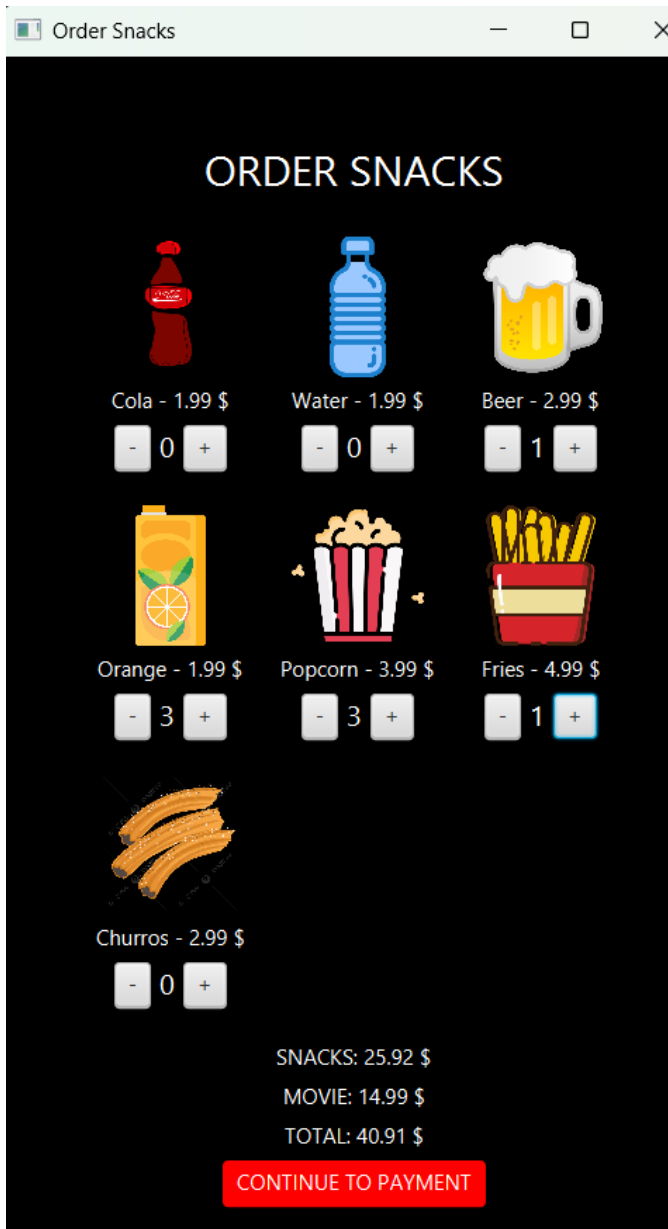 Order Snacks
ORDER SNACKS
Cola - 1.99 $ Water - 1.99 $ Beer - 2.99 $
- 0 + - 0 + - 1 +
Orange - 1.99 $ Popcorn - 3.99 $ Fries - 4.99 $
- 3 + - 3 + - 1 +
Churros - 2.99 $
- 0 +
SNACKS: 25.92 $
MOVIE: 14.99 $
TOTAL: 40.91 $
CONTINUE TO PAYMENT